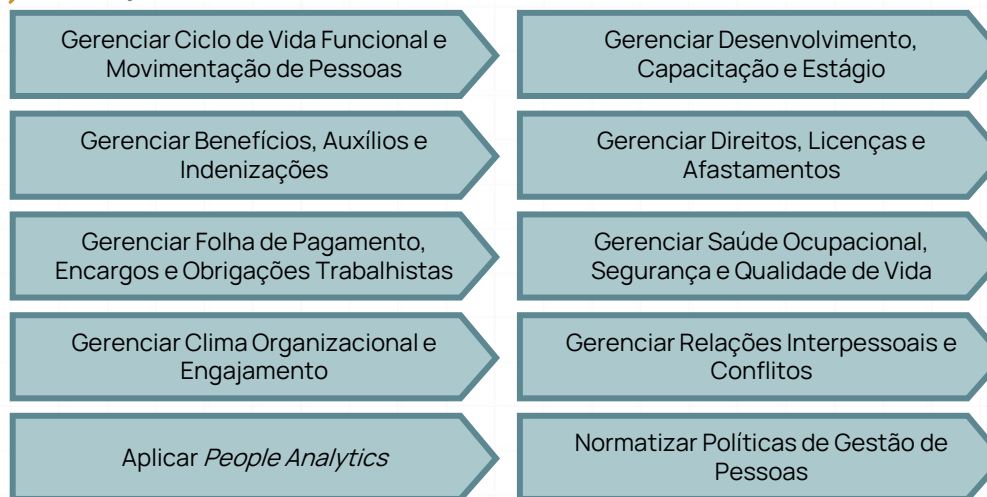 Gerenciar Ciclo de Vida Funcional e
Movimentação de Pessoas
Gerenciar Desenvolvimento,
Capacitação e Estágio
Gerenciar Benefícios, Auxílios e
Indenizações
Gerenciar Direitos, Licenças e
Afastamentos
Gerenciar Folha de Pagamento,
Encargos e Obrigações Trabalhistas
Gerenciar Saúde Ocupacional,
Segurança e Qualidade de Vida
Gerenciar Clima Organizacional e
Engajamento
Gerenciar Relações Interpessoais e
Conflitos
Aplicar People Analytics
Normatizar Políticas de Gestão de
Pessoas